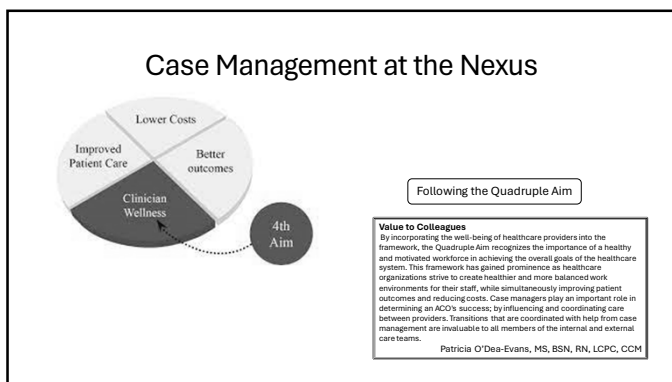 Case Management at the Nexus
Lower Costs
Improved
Patient Care
Better
outcomes
Clinician
Wellness
4th
Aim
Following the Quadruple Aim
Value to Colleagues
By incorporating the well-being of healthcare providers into the
framework, the Quadruple Aim recognizes the importance of a healthy
and motivated workforce in achieving the overall goals of the healthcare
system. This framework has gained prominence as healthcare
organizations strive to create healthier and more balanced work
environments for their staff, while simultaneously improving patient
outcomes and reducing costs. Case managers play an important role in
determining an ACO's success; by influencing and coordinating care
between providers. Transitions that are coordinated with help from case
management are invaluable to all members of the internal and external
care teams.
Patricia O'Dea-Evans, MS, BSN, RN, LCPC, CCM